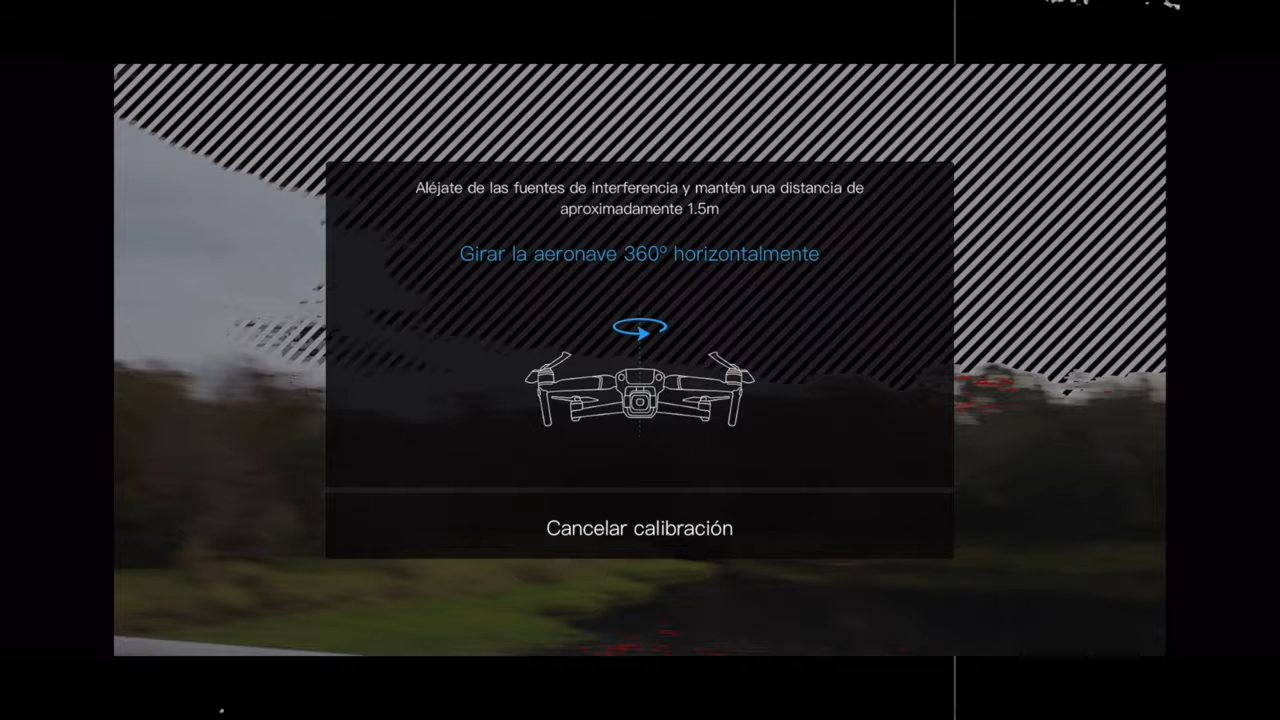 Aléjate de las fuentes de interferencia y mantén una distancia de
aproximadamente 1.5m
Girar la aeronave 360º horizontalmente
Cancelar calibración